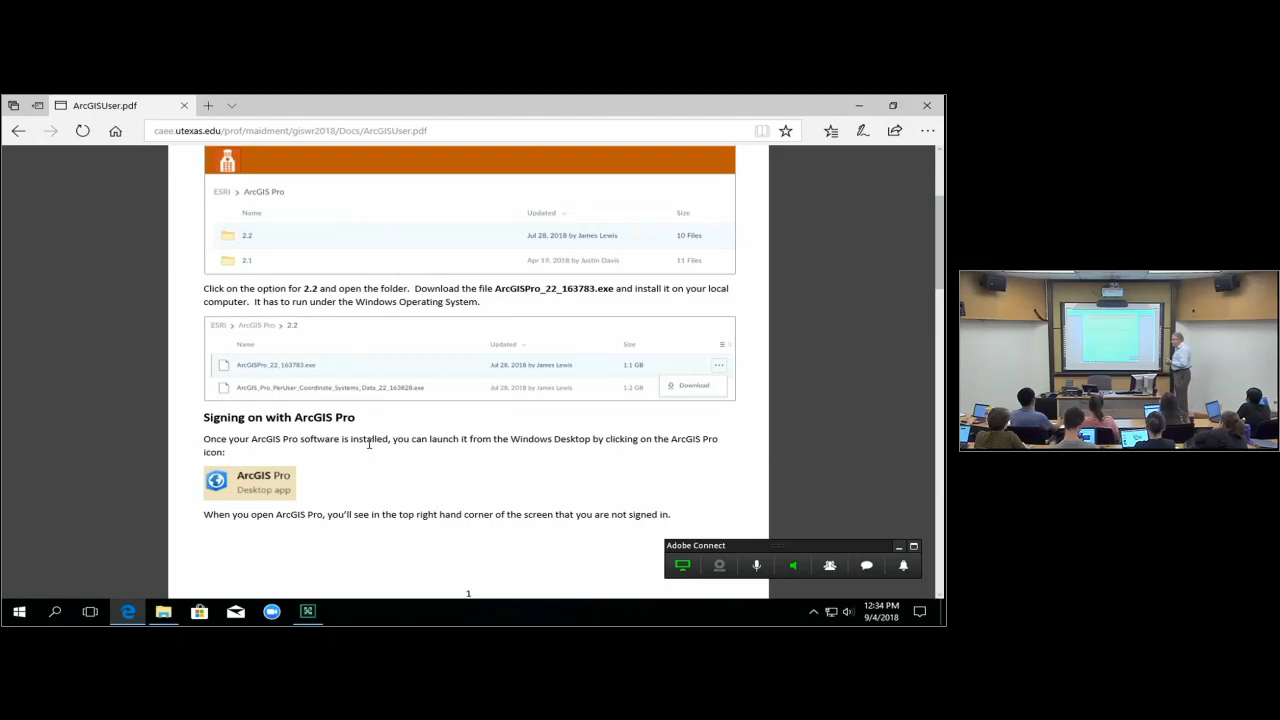 ArcGISUser.pdf
caee.utexas.edu/prof/maidment/giswr2018/Docs/ArcGISUser.pdf
ESRI > ArcGIS Pro
Name Updated Size
2.2 Jul 28, 2018 by James Lewis 10 Files
2.1 Apr 19, 2018 by Justin Davis 11 Files
Click on the option for 2.2 and open the folder. Download the file ArcGISPro_22_163783.exe and install it on your local
computer. It has to run under the Windows Operating System.
ESRI > ArcGIS Pro > 2.2
Name Updated Size
ArcGISPro_22_163783.exe Jul 28, 2018 by James Lewis 1.1 GB
ArcGIS_Pro_PerUser_Coordinate_Systems_Data_22_163828.exe Jul 28, 2018 by James Lewis 1.2 GB Download
Signing on with ArcGIS Pro
Once your ArcGIS Pro software is installed, you can launch it from the Windows Desktop by clicking on the ArcGIS Pro
icon:
ArcGIS Pro
Desktop app
When you open ArcGIS Pro, you'll see in the top right hand corner of the screen that you are not signed in.
Adobe Connect
1
12:34 PM
9/4/2018